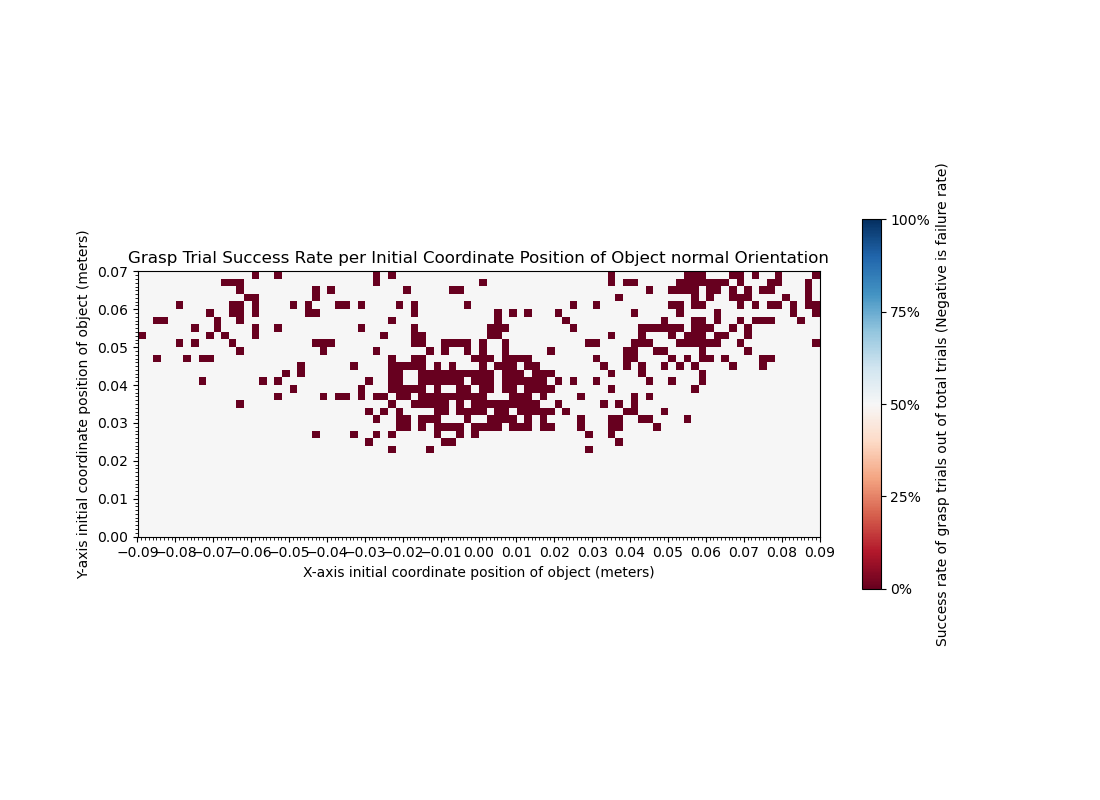 Grasp Trial Success Rate per Initial Coordinate Position of Object normal Orientation
Y-axis initial coordinate position of object (meters)
0.07
0.06
0.05
0.04
0.03
0.02
0.01
0.00
−0.09 −0.08 −0.07 −0.06 −0.05 −0.04 −0.03 −0.02 −0.01 0.00 0.01 0.02 0.03 0.04 0.05 0.06 0.07 0.08 0.09
X-axis initial coordinate position of object (meters)
100%
75%
50%
25%
0%
Success rate of grasp trials out of total trials (Negative is failure rate)